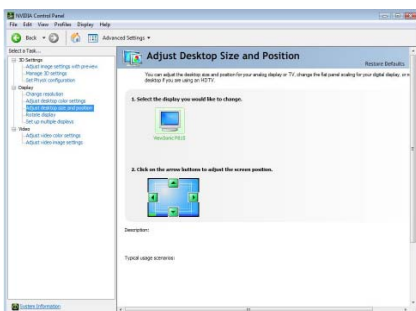 NVIDIA Control Panel
File Edit View Profiles Display Help
Back
Advanced Settings
Select a Task...
3D Settings
Adjust image settings with preview
Manage 3D settings
Set PhysX configuration
Display
Change resolution
Adjust desktop color settings
Adjust desktop size and position
Rotate display
Set up multiple displays
Video
Adjust video color settings
Adjust video image settings
System Information
Adjust Desktop Size and Position
Restore Defaults
You can adjust the desktop size and position for your analog display or TV, change the flat panel scaling for your digital display, or
desktop if you are using an HDTV.
1. Select the display you would like to change.
ViewSonic
2. Click on the arrow buttons to adjust the screen position.
Description:
Typical usage scenarios: